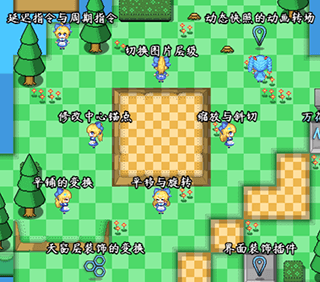 延迟指令与周期指令
动态快照的动画转场
切换图片层级
修改中心锚点
缩放与斜切
万
平铺的变换
平移与旋转
天窗层装饰的变换
界面装饰插件